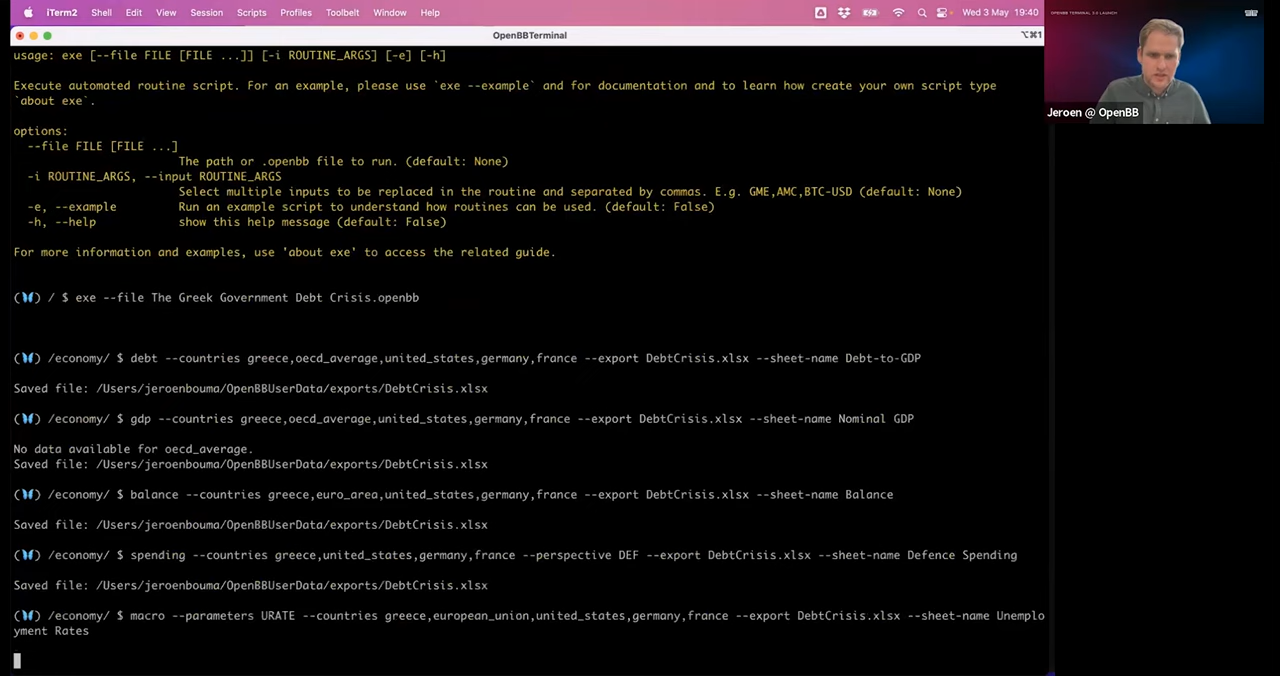 iTerm2 Shell Edit View Session Scripts Profiles Toolbelt Window Help Wed 3 May 19:40
OPENBB TERMINAL 3.0 LAUNCH
OpenBBTerminal ⌥⌘1
usage: exe [--file FILE [FILE ...]] [-i ROUTINE_ARGS] [-e] [-h]
Execute automated routine script. For an example, please use `exe --example` and for documentation and to learn how create your own script type
`about exe`.
options:
--file FILE [FILE ...]
The path or .openbb file to run. (default: None)
-i ROUTINE_ARGS, --input ROUTINE_ARGS
Select multiple inputs to be replaced in the routine and separated by commas. E.g. GME,AMC,BTC-USD (default: None)
-e, --example Run an example script to understand how routines can be used. (default: False)
-h, --help show this help message (default: False)
For more information and examples, use 'about exe' to access the related guide.
(🦋) / $ exe --file The Greek Government Debt Crisis.openbb
(🦋) /economy/ $ debt --countries greece,oecd_average,united_states,germany,france --export DebtCrisis.xlsx --sheet-name Debt-to-GDP
Saved file: /Users/jeroenbouma/OpenBBUserData/exports/DebtCrisis.xlsx
(🦋) /economy/ $ gdp --countries greece,oecd_average,united_states,germany,france --export DebtCrisis.xlsx --sheet-name Nominal GDP
No data available for oecd_average.
Saved file: /Users/jeroenbouma/OpenBBUserData/exports/DebtCrisis.xlsx
(🦋) /economy/ $ balance --countries greece,euro_area,united_states,germany,france --export DebtCrisis.xlsx --sheet-name Balance
Saved file: /Users/jeroenbouma/OpenBBUserData/exports/DebtCrisis.xlsx
(🦋) /economy/ $ spending --countries greece,united_states,germany,france --perspective DEF --export DebtCrisis.xlsx --sheet-name Defence Spending
Saved file: /Users/jeroenbouma/OpenBBUserData/exports/DebtCrisis.xlsx
(🦋) /economy/ $ macro --parameters URATE --countries greece,european_union,united_states,germany,france --export DebtCrisis.xlsx --sheet-name Unemplo
yment Rates
Jeroen @ OpenBB